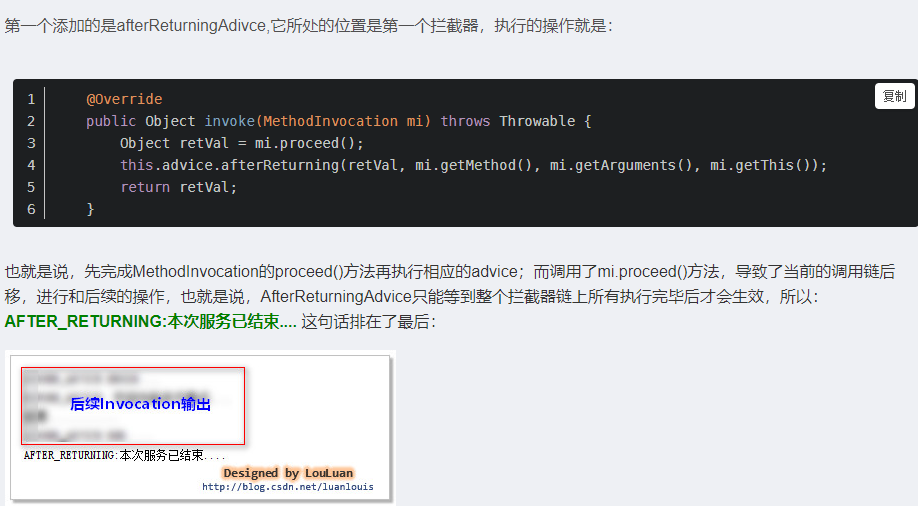 第一个添加的是afterReturningAdivce,它所处的位置是第一个拦截器，执行的操作就是：
复制
1 @Override
2 public Object invoke(MethodInvocation mi) throws Throwable {
3 Object retVal = mi.proceed();
4 this.advice.afterReturning(retVal, mi.getMethod(), mi.getArguments(), mi.getThis());
5 return retVal;
6 }
也就是说，先完成MethodInvocation的proceed()方法再执行相应的advice；而调用了mi.proceed()方法，导致了当前的调用链后
移，进行和后续的操作，也就是说，AfterReturningAdvice只能等到整个拦截器链上所有执行完毕后才会生效，所以：
AFTER_RETURNING:本次服务已结束.... 这句话排在了最后：
后续Invocation输出
AFTER_RETURNING:本次服务已结束....
Designed by LouLuan
http://blog.csdn.net/luanlouis